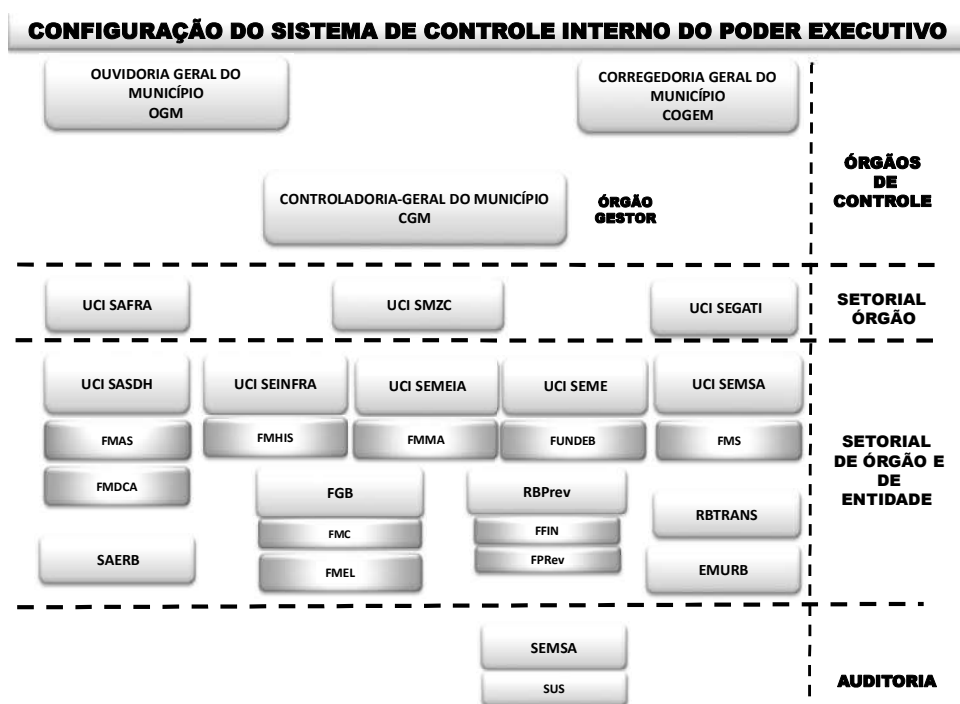 CONFIGURAÇÃO DO SISTEMA DE CONTROLE INTERNO DO PODER EXECUTIVO
OUVIDORIA GERAL DO
MUNICÍPIO
OGM
CORREGEDORIA GERAL DO
MUNICÍPIO
COGEM
CONTROLADORIA-GERAL DO MUNICÍPIO
CGM
ÓRGÃO
GESTOR
ÓRGÃOS
DE
CONTROLE
UCI SAFRA
UCI SMZC
UCI SEGATI
SETORIAL
ÓRGÃO
UCI SASDH
UCI SEINFRA
UCI SEMEIA
UCI SEME
UCI SEMSA
FMAS
FMHIS
FMMA
FUNDEB
FMS
FMDCA
FGB
RBPrev
RBTRANS
FMC
FFIN
SAERB
FMEL
FPRev
EMURB
SETORIAL
DE ÓRGÃO E
DE
ENTIDADE
SEMSA
SUS
AUDITORIA